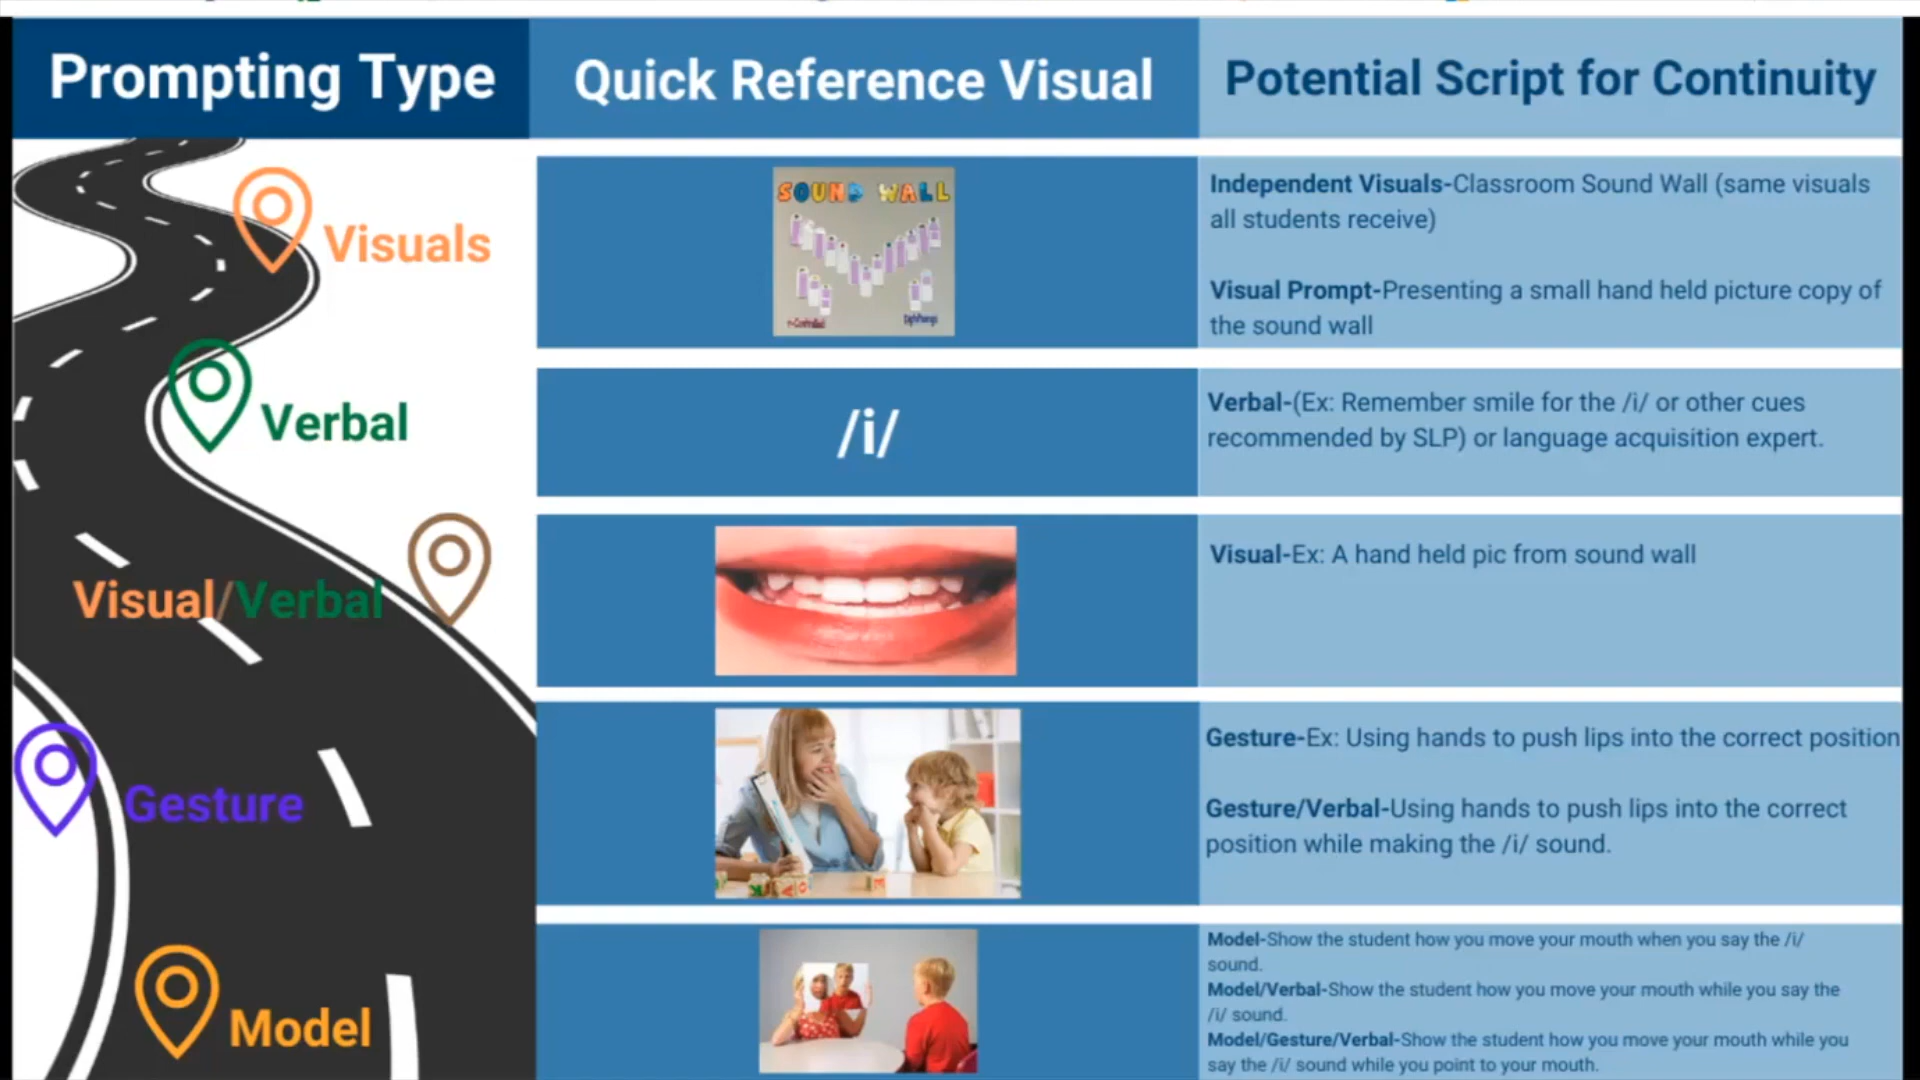 Prompting Type
Quick Reference Visual
Potential Script for Continuity
Visuals
SOUND WALL
r-Controlled
Diphthongs
Independent Visuals-Classroom Sound Wall (same visuals
all students receive)
Visual Prompt-Presenting a small hand held picture copy of
the sound wall
Verbal
/i/
Verbal-(Ex: Remember smile for the /i/ or other cues
recommended by SLP) or language acquisition expert.
Visual/Verbal
Visual-Ex: A hand held pic from sound wall
Gesture
Gesture-Ex: Using hands to push lips into the correct position
Gesture/Verbal-Using hands to push lips into the correct
position while making the /i/ sound.
Model
Model-Show the student how you move your mouth when you say the /i/
sound.
Model/Verbal-Show the student how you move your mouth while you say the
/i/ sound.
Model/Gesture/Verbal-Show the student how you move your mouth while you
say the /i/ sound while you point to your mouth.